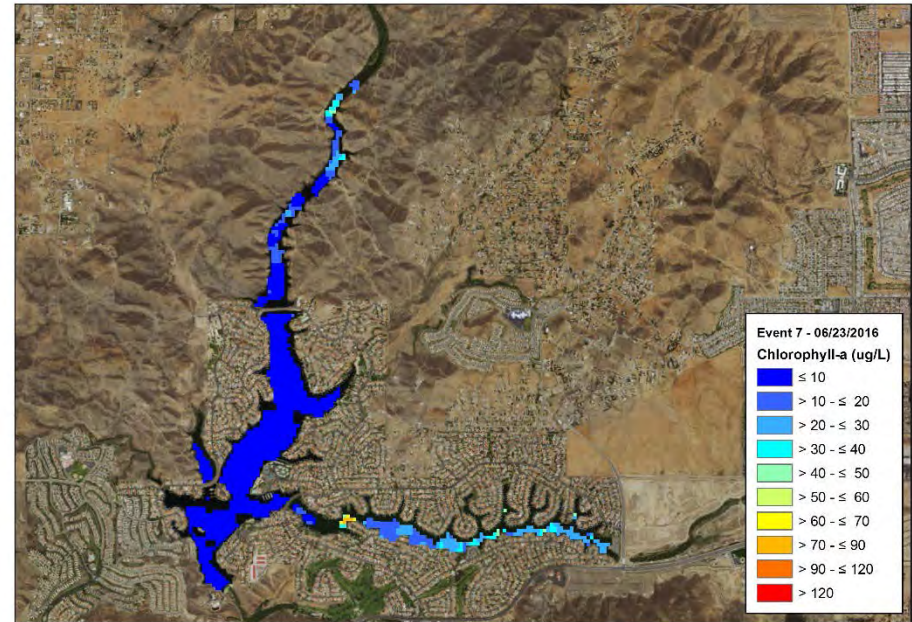 Event 7 - 06/23/2016
Chlorophyll-a (ug/L)
≤ 10
> 10 - ≤ 20
> 20 - ≤ 30
> 30 - ≤ 40
> 40 - ≤ 50
> 50 - ≤ 60
> 60 - ≤ 70
> 70 - ≤ 90
> 90 - ≤ 120
> 120